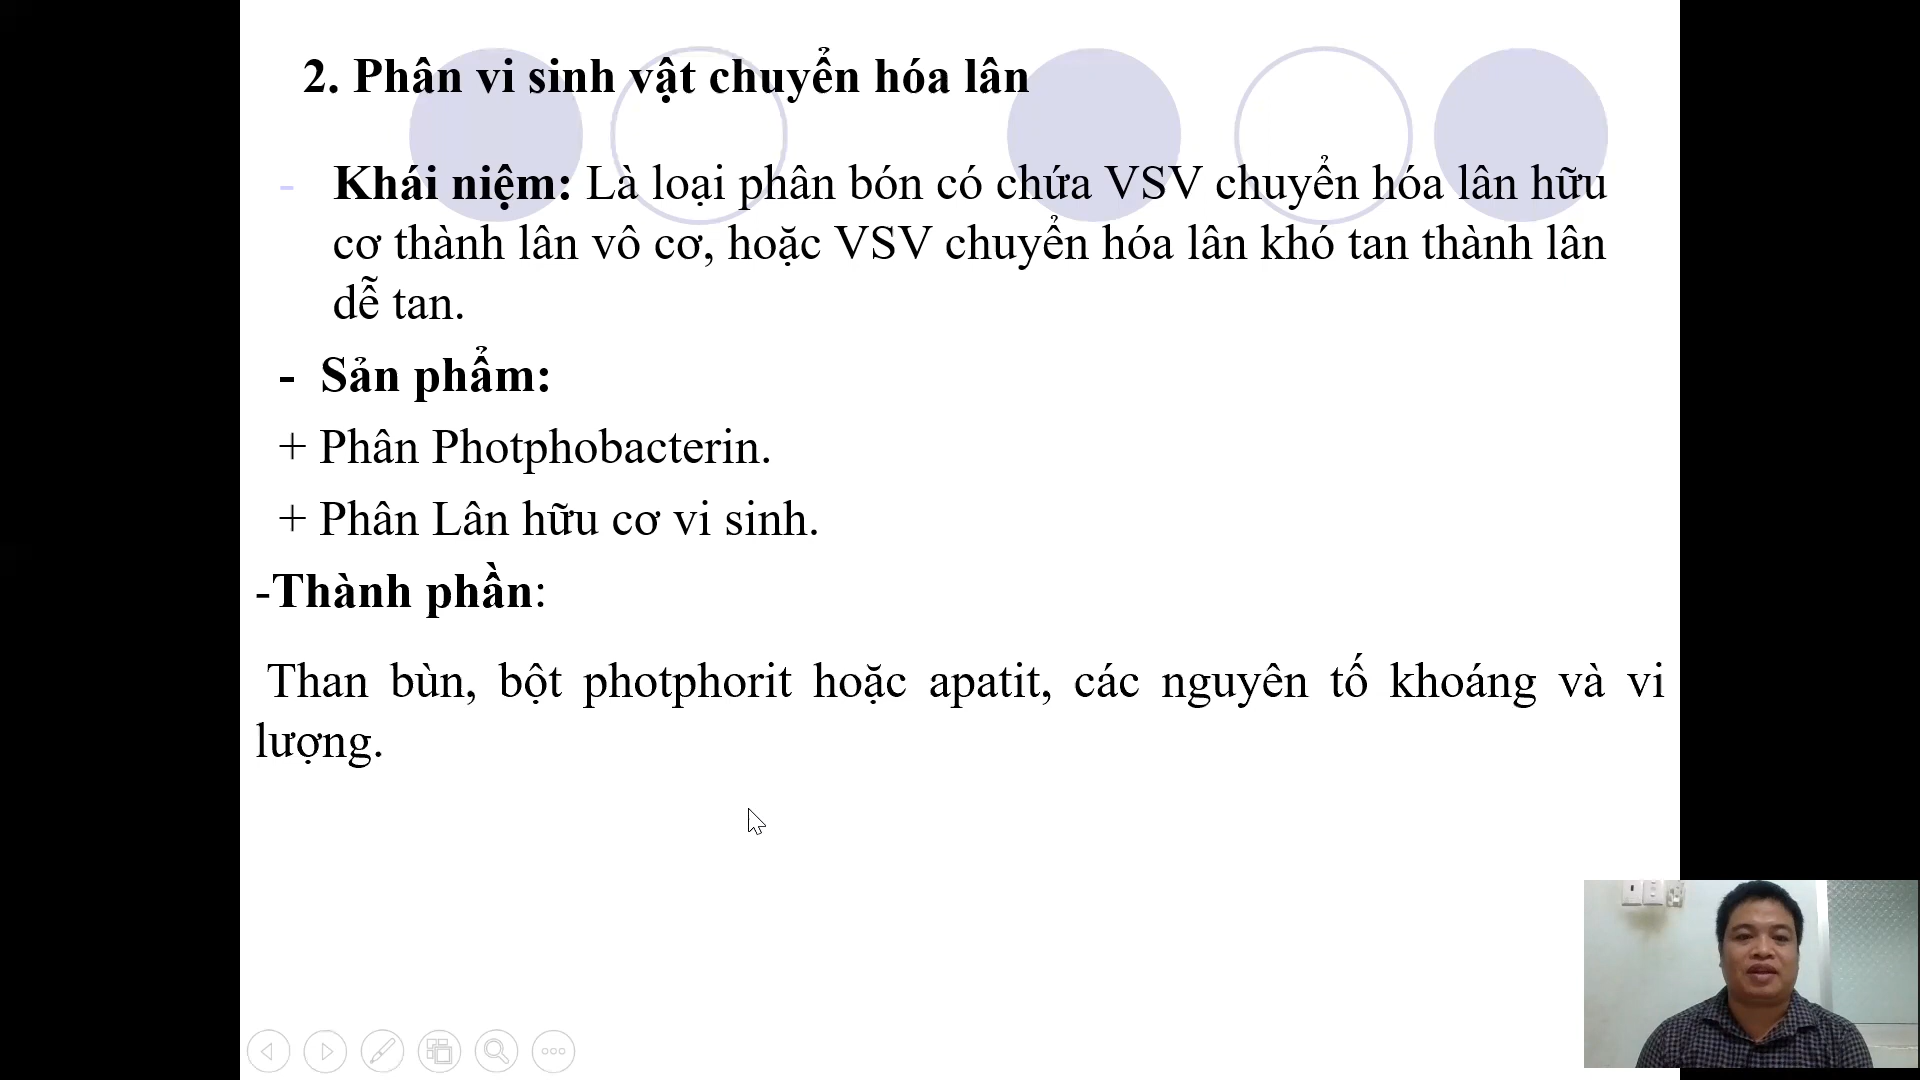 2. Phân vi sinh vật chuyển hóa lân
- Khái niệm: Là loại phân bón có chứa VSV chuyển hóa lân hữu
cơ thành lân vô cơ, hoặc VSV chuyển hóa lân khó tan thành lân
dễ tan.
- Sản phẩm:
+ Phân Photphobacterin.
+ Phân Lân hữu cơ vi sinh.
-Thành phần:
Than bùn, bột photphorit hoặc apatit, các nguyên tố khoáng và vi
lượng.